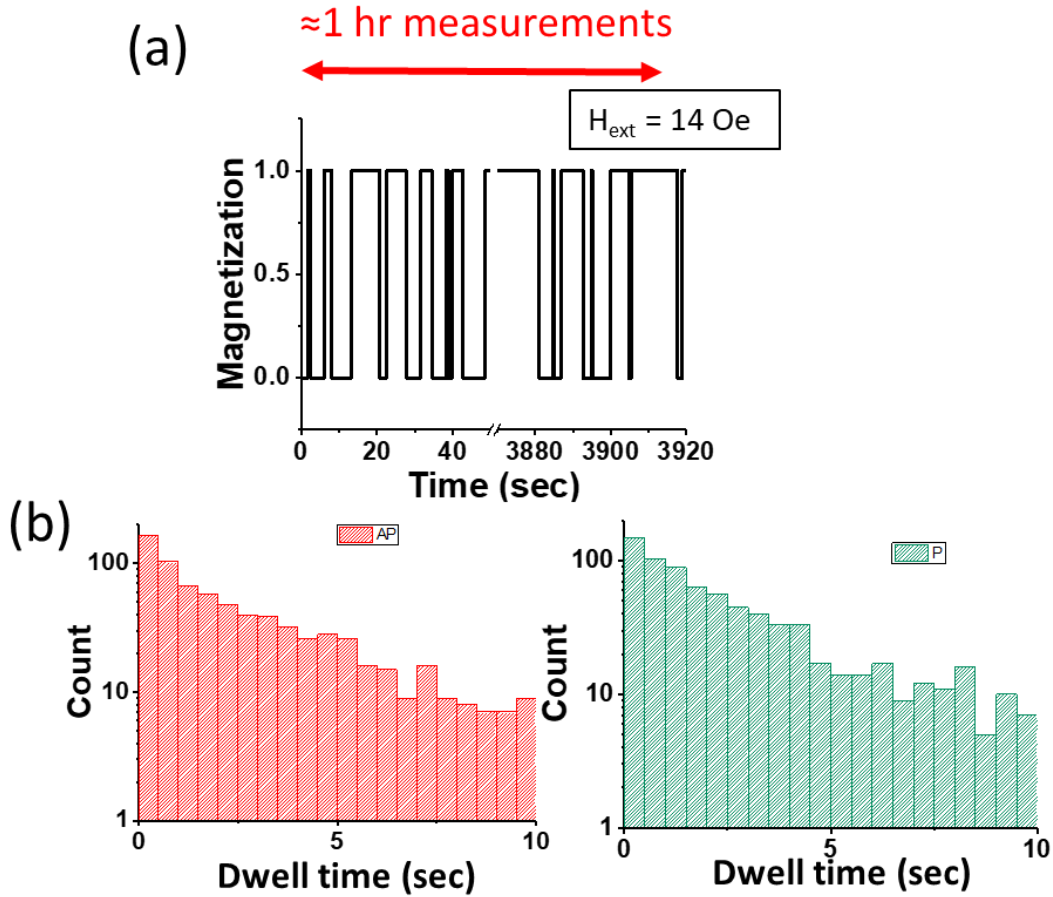 (a)
≈1 hr measurements
H_ext = 14 Oe
Magnetization
1.0
0.5
0.0
0 20 40 3880 3900 3920
Time (sec)
(b)
AP
Count
100
10
1
0 5 10
Dwell time (sec)
P
Count
100
10
1
0 5 10
Dwell time (sec)